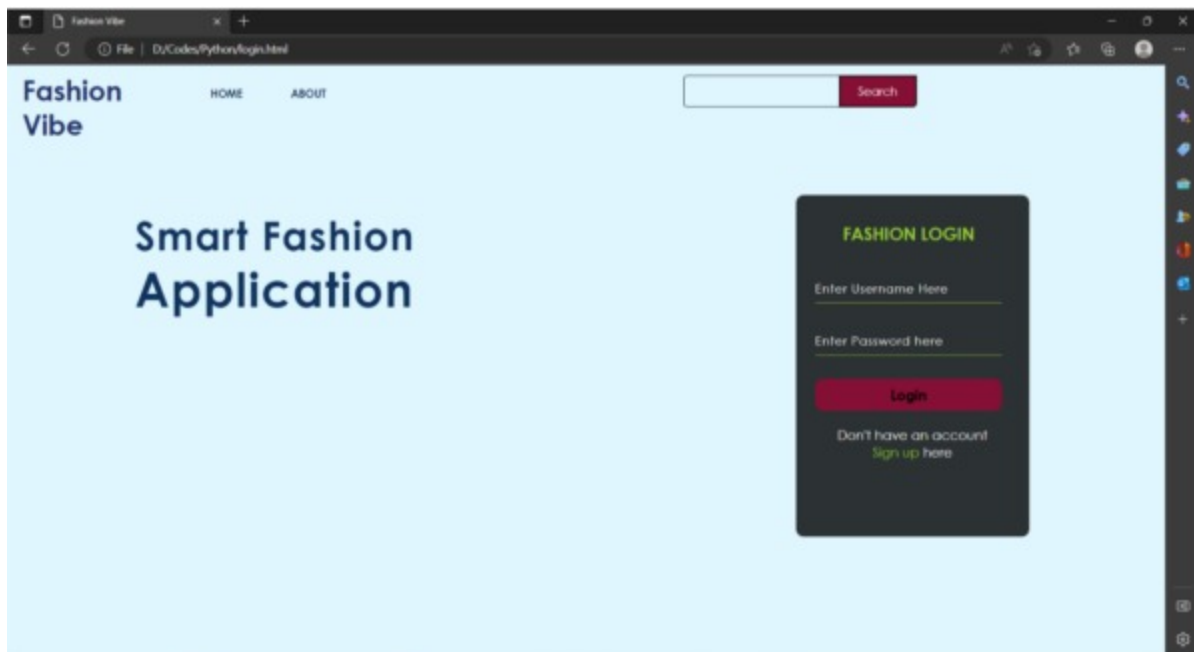 Fashion Vibe
File | D:/Codes/Python/login.html
Fashion
Vibe
HOME
ABOUT
Search
Smart Fashion
Application
FASHION LOGIN
Enter Username Here
Enter Password here
Login
Don't have an account
Sign up here